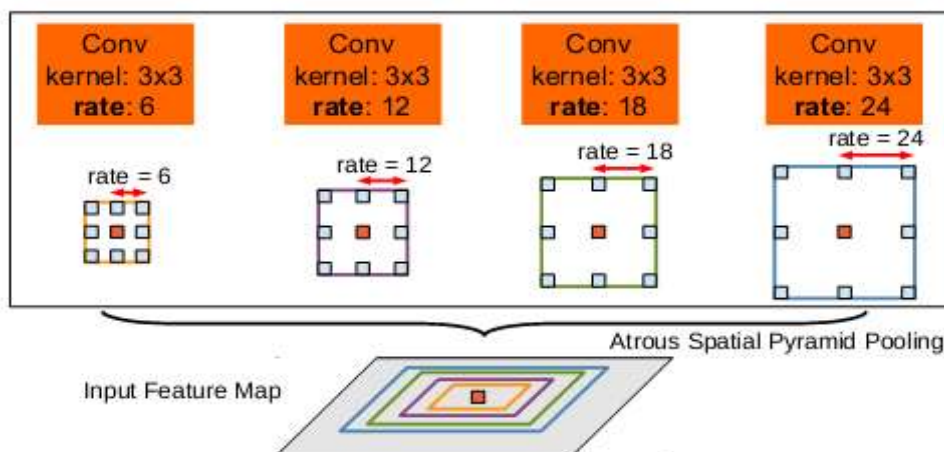 Conv
kernel: 3x3
rate: 6
Conv
kernel: 3x3
rate: 12
Conv
kernel: 3x3
rate: 18
Conv
kernel: 3x3
rate: 24
rate = 6
rate = 12
rate = 18
rate = 24
Atrous Spatial Pyramid Pooling
Input Feature Map